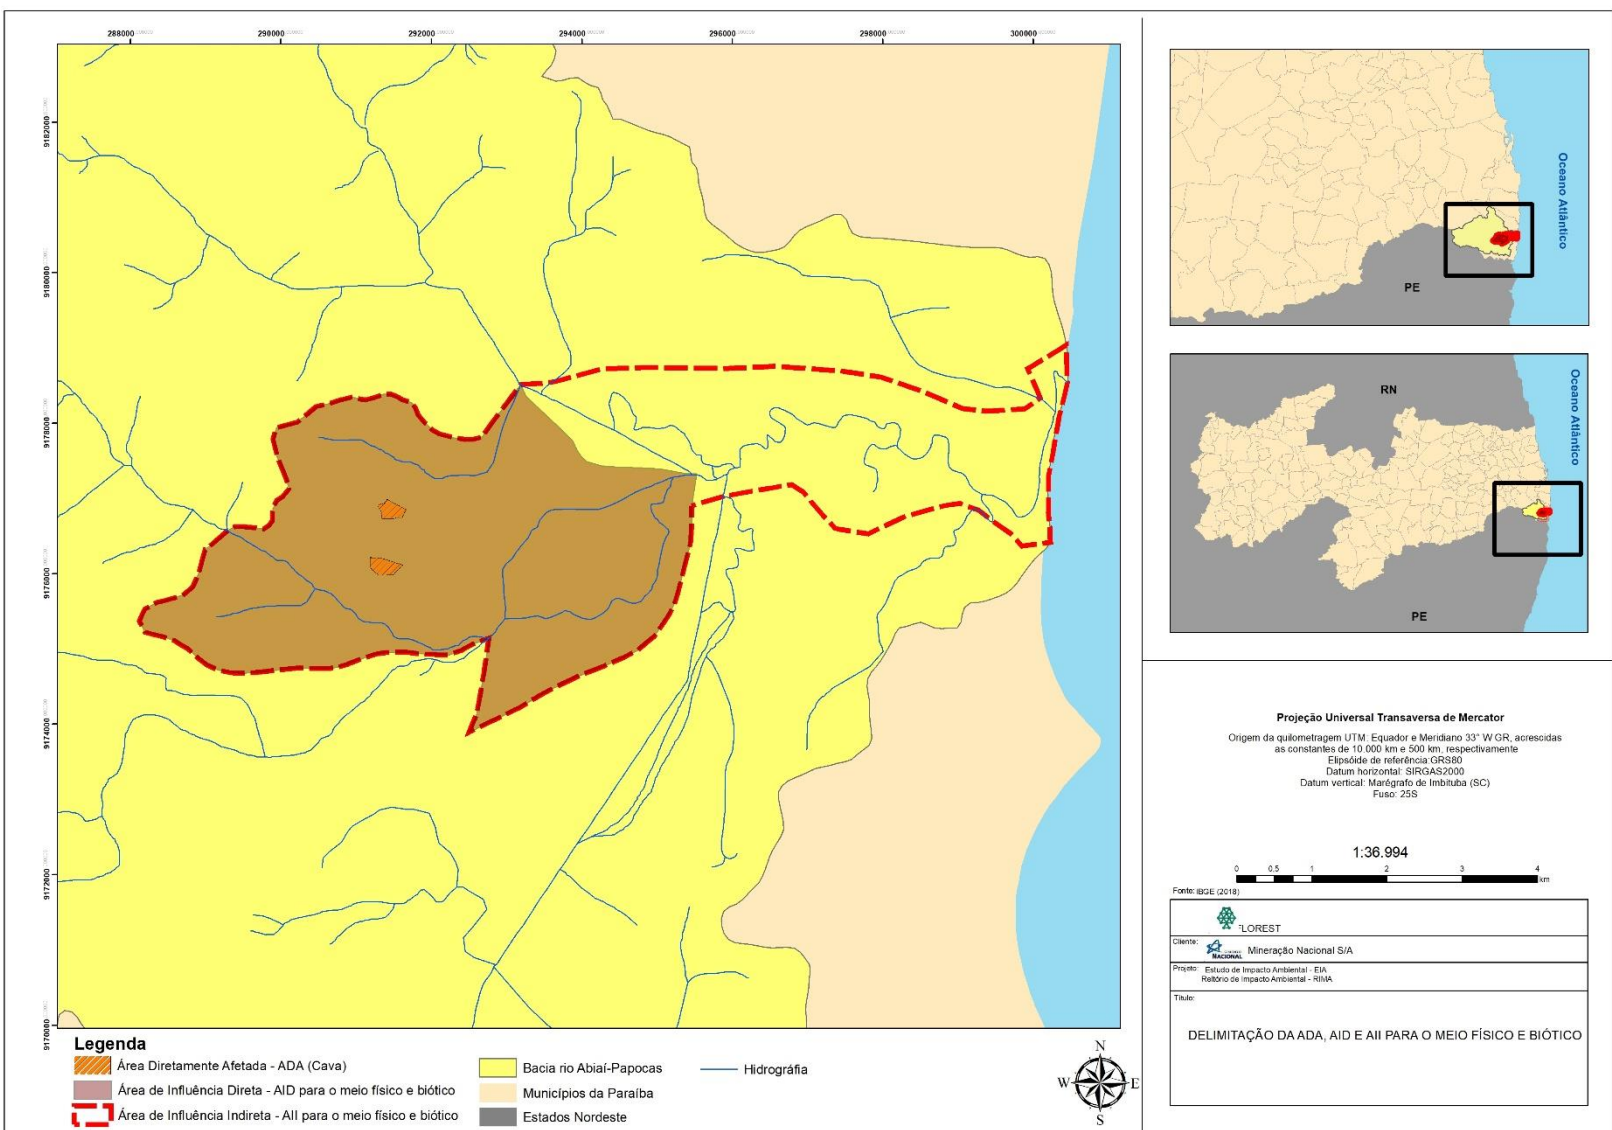 288000
290000
292000
294000
296000
298000
300000
9182000
9180000
9178000
9176000
9174000
9172000
9170000
Legenda
Área Diretamente Afetada - ADA (Cava)
Área de Influência Direta - AID para o meio físico e biótico
Área de Influência Indireta - AII para o meio físico e biótico
Bacia rio Abiaí-Papocas
Municípios da Paraíba
Estados Nordeste
Hidrográfia
N
W
E
S
Oceano Atlântico
PE
RN
Oceano Atlântico
PE
Projeção Universal Transaversa de Mercator
Origem da quilometragem UTM: Equador e Meridiano 33° W GR, acrescidas
as constantes de 10.000 km e 500 km, respectivamente
Elipsóide de referência:GRS80
Datum horizontal: SIRGAS2000
Datum vertical: Marégrafo de Imbituba (SC)
Fuso: 25S
1:36.994
0 0,5 1 2 3 4
km
Fonte: IBGE (2018)
FLOREST
Cliente:
NACIONAL
Mineração Nacional S/A
Projeto: Estudo de Impacto Ambiental - EIA
Reltório de Impacto Ambiental - RIMA
Título:
DELIMITAÇÃO DA ADA, AID E AII PARA O MEIO FÍSICO E BIÓTICO